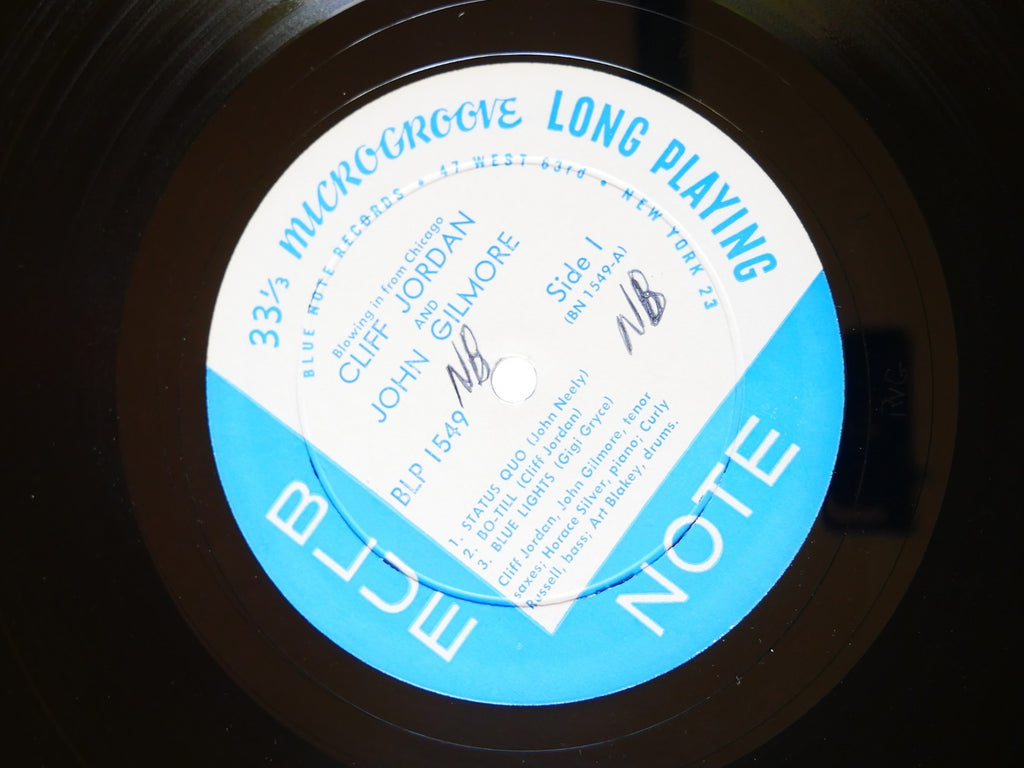 33⅓ MICROGROOVE LONG PLAYING
BLUE NOTE RECORDS • 47 WEST 63rd • NEW YORK 23
Blowing in from Chicago
CLIFF JORDAN
AND
JOHN GILMORE
NB
BLP 1549
Side 1
(BN 1549-A)
NB
1. STATUS QUO (John Neely)
2. BO-TILL (Cliff Jordan)
3. BLUE LIGHTS (Gigi Gryce)
Cliff Jordan, John Gilmore, tenor
saxes; Horace Silver, piano; Curly
Russell, bass; Art Blakey, drums.
BLUE NOTE
RVG